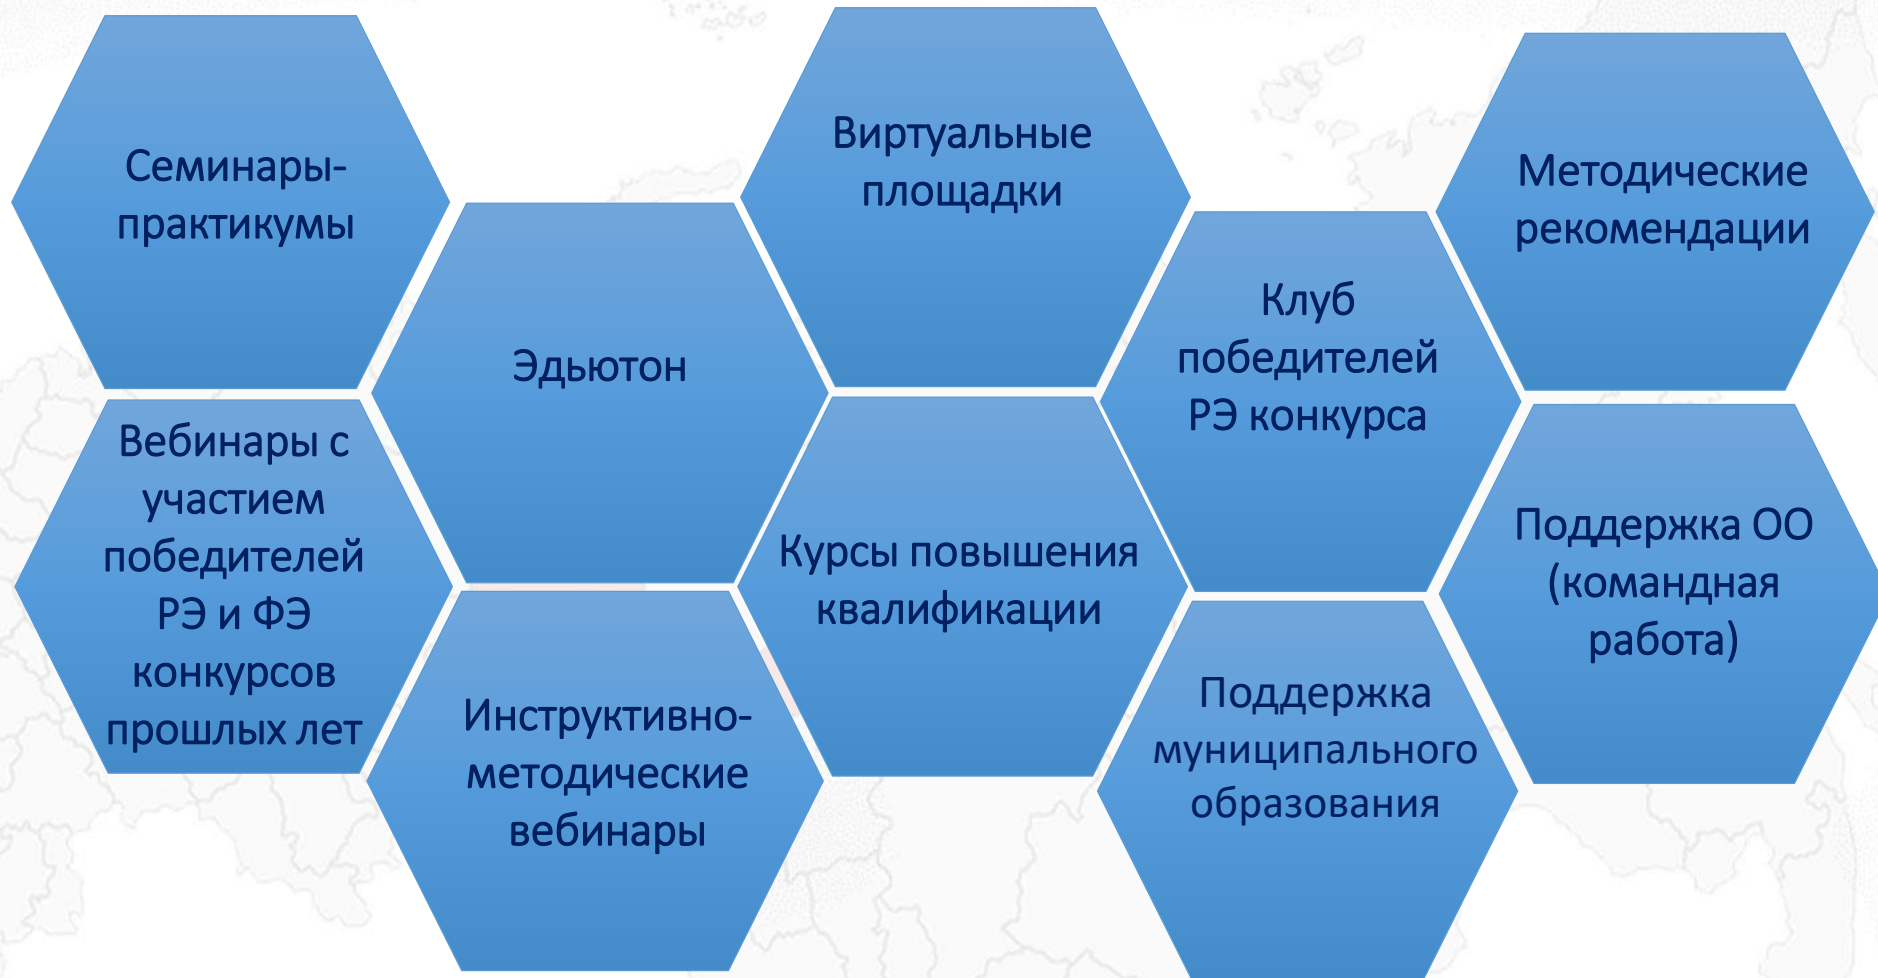 Семинары-
практикумы
Виртуальные
площадки
Методические
рекомендации
Эдьютон
Клуб
победителей
РЭ конкурса
Вебинары с
участием
победителей
РЭ и ФЭ
конкурсов
прошлых лет
Курсы повышения
квалификации
Поддержка ОО
(командная
работа)
Инструктивно-
методические
вебинары
Поддержка
муниципального
образования